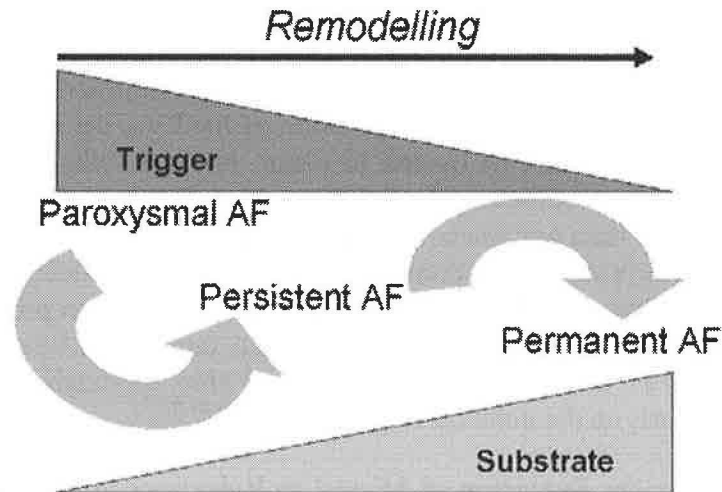 Remodelling
Trigger
Paroxysmal AF
Persistent AF
Permanent AF
Substrate